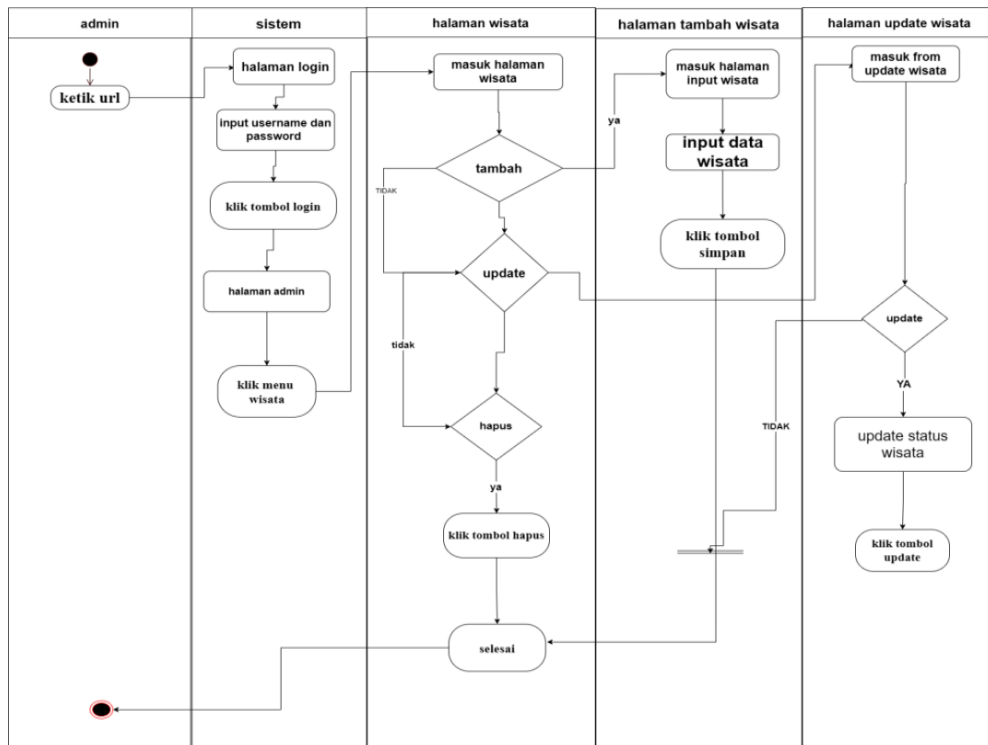 admin
sistem
halaman wisata
halaman tambah wisata
halaman update wisata
ketik url
halaman login
input username dan
password
klik tombol login
halaman admin
klik menu
wisata
masuk halaman
wisata
tambah
TIDAK
ya
update
tidak
hapus
ya
klik tombol hapus
selesai
masuk halaman
input wisata
input data
wisata
klik tombol
simpan
masuk from
update wisata
update
YA
TIDAK
update status
wisata
klik tombol
update